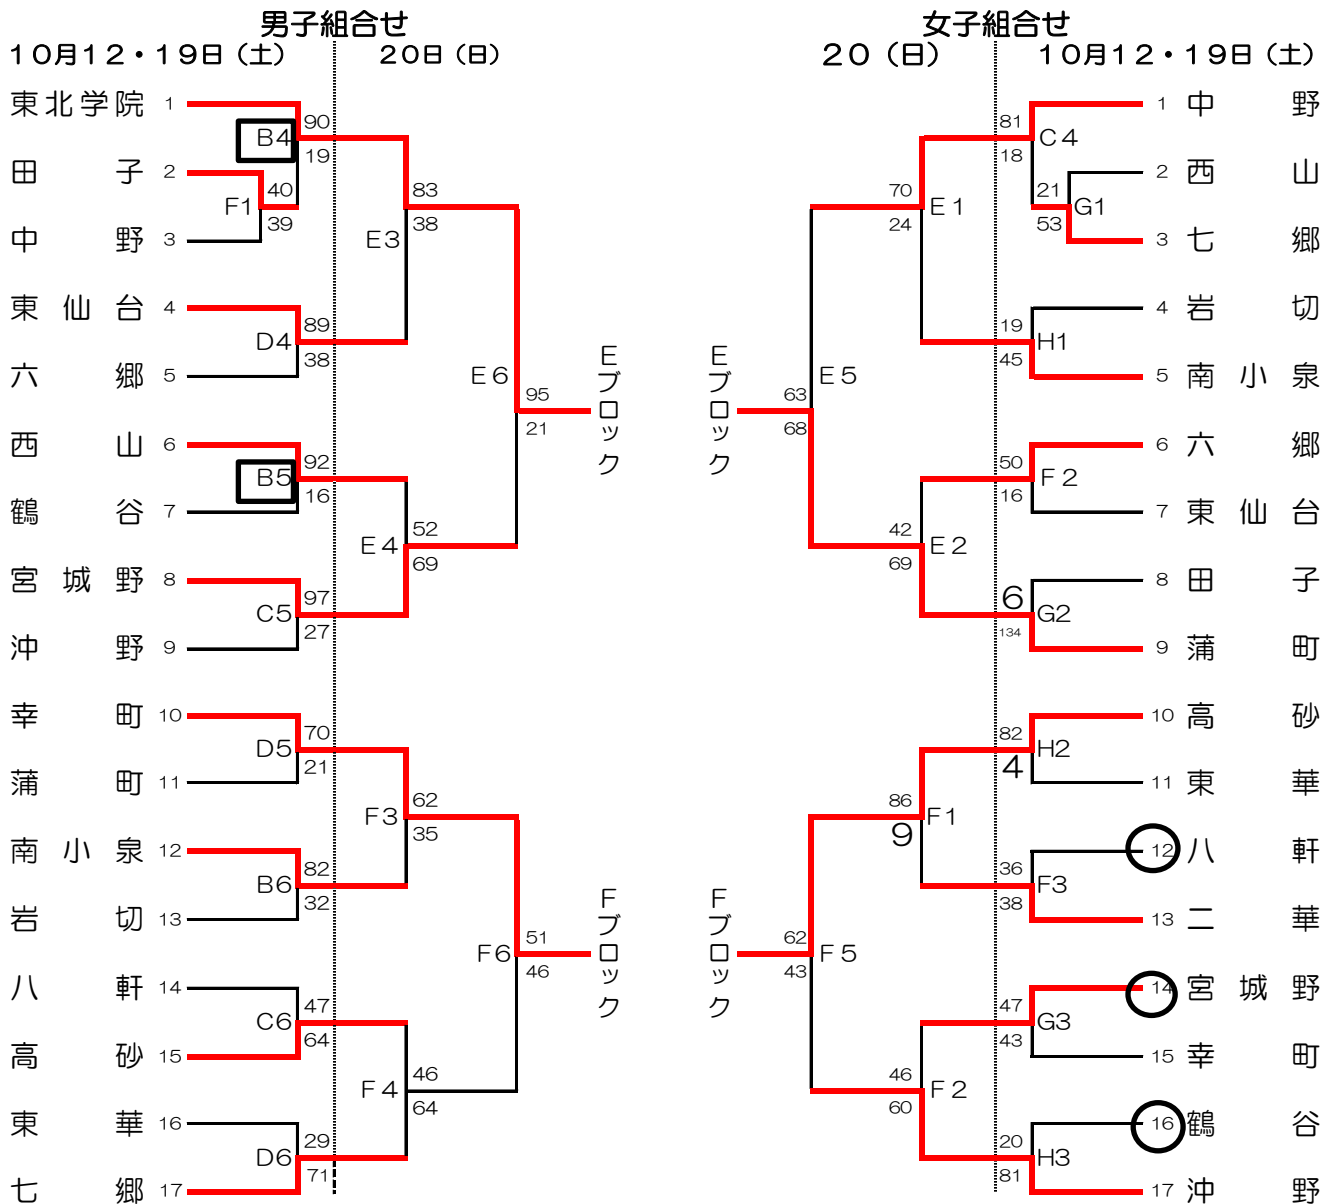 男子組合せ 女子組合せ
10月12・19日（土） 20日（日） 20（日） 10月12・19日（土）
東北学院 1
B4 90 19
田子 2
F1 40 39
中野 3
E3 83 38
東仙台 4
D4 89 38
六郷 5
E6 95 21
Eブロック
西山 6
B5 92 16
鶴谷 7
E4 52 69
宮城野 8
C5 97 27
沖野 9
幸町 10
D5 70 21
蒲町 11
F3 62 35
南小泉 12
B6 82 32
岩切 13
F6 51 46
Fブロック
八軒 14
C6 47 64
高砂 15
F4 46 64
東華 16
D6 29 71
七郷 17
1 中野
81 18 C4
2 西山
21 53 G1
3 七郷
70 24 E1
4 岩切
19 45 H1
5 南小泉
Eブロック
63 68 E5
6 六郷
50 16 F2
7 東仙台
42 69 E2
8 田子
6 134 G2
9 蒲町
10 高砂
82 4 H2
11 東華
86 9 F1
12 八軒
36 38 F3
13 二華
Fブロック
62 43 F5
14 宮城野
47 43 G3
15 幸町
46 60 F2
16 鶴谷
20 81 H3
17 沖野